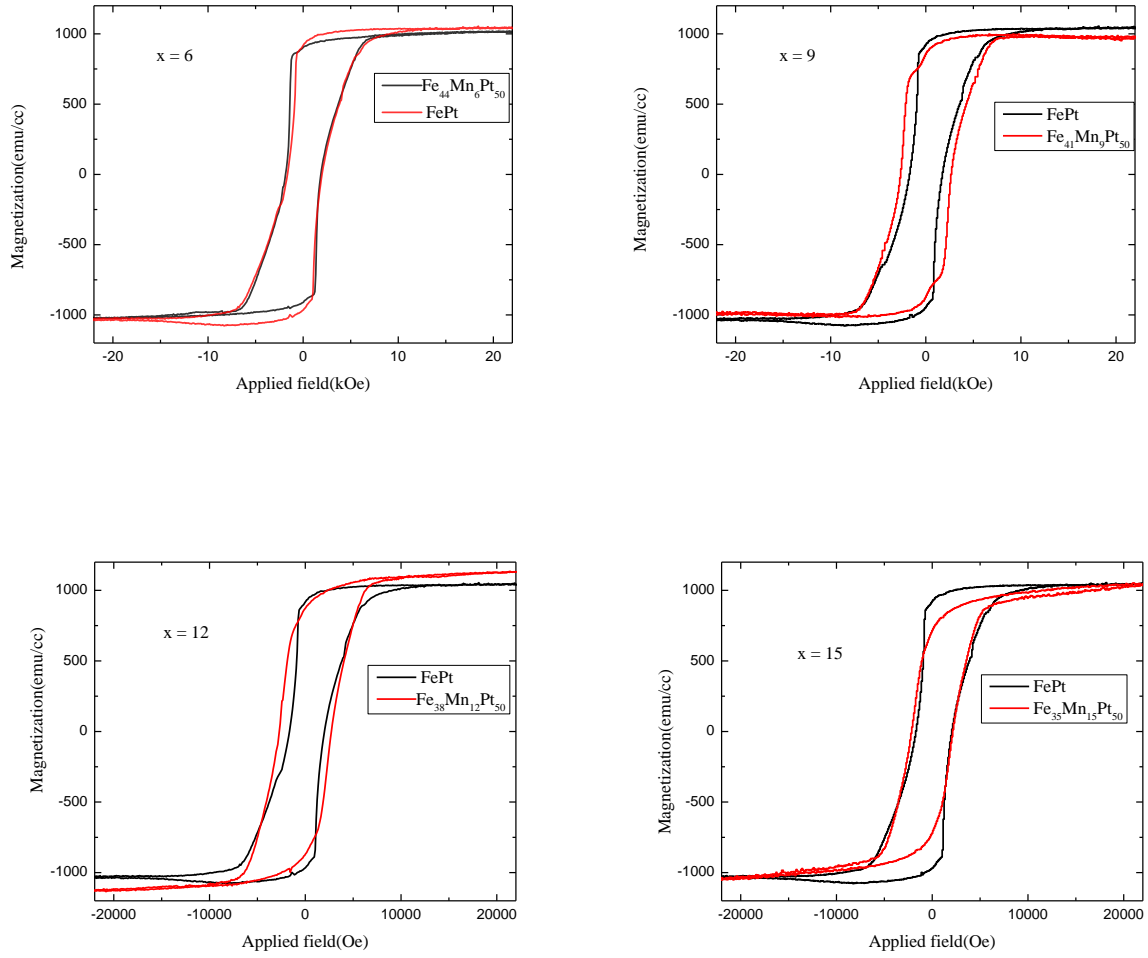 x = 6
Fe₄₄Mn₆Pt₅₀
FePt
Magnetization(emu/cc)
1000
500
0
-500
-1000
-20
-10
0
10
20
Applied field(kOe)
x = 9
FePt
Fe₄₁Mn₉Pt₅₀
Magnetization(emu/cc)
1000
500
0
-500
-1000
-20
-10
0
10
20
Applied field(kOe)
x = 12
FePt
Fe₃₈Mn₁₂Pt₅₀
Magnetization(emu/cc)
1000
500
0
-500
-1000
-20000
-10000
0
10000
20000
Applied field(Oe)
x = 15
FePt
Fe₃₅Mn₁₅Pt₅₀
Magnetization(emu/cc)
1000
500
0
-500
-1000
-20000
-10000
0
10000
20000
Applied field(Oe)